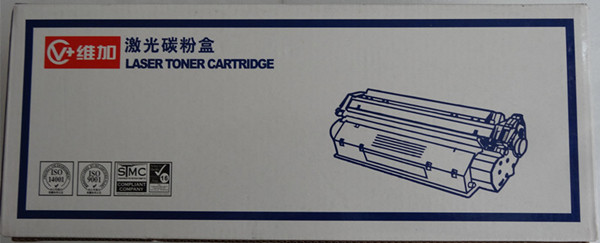 V+维加
激光碳粉盒
LASER TONER CARTRIDGE
ISO
14001
ISO
9001
STMC
COMPLIANT
COMPANY